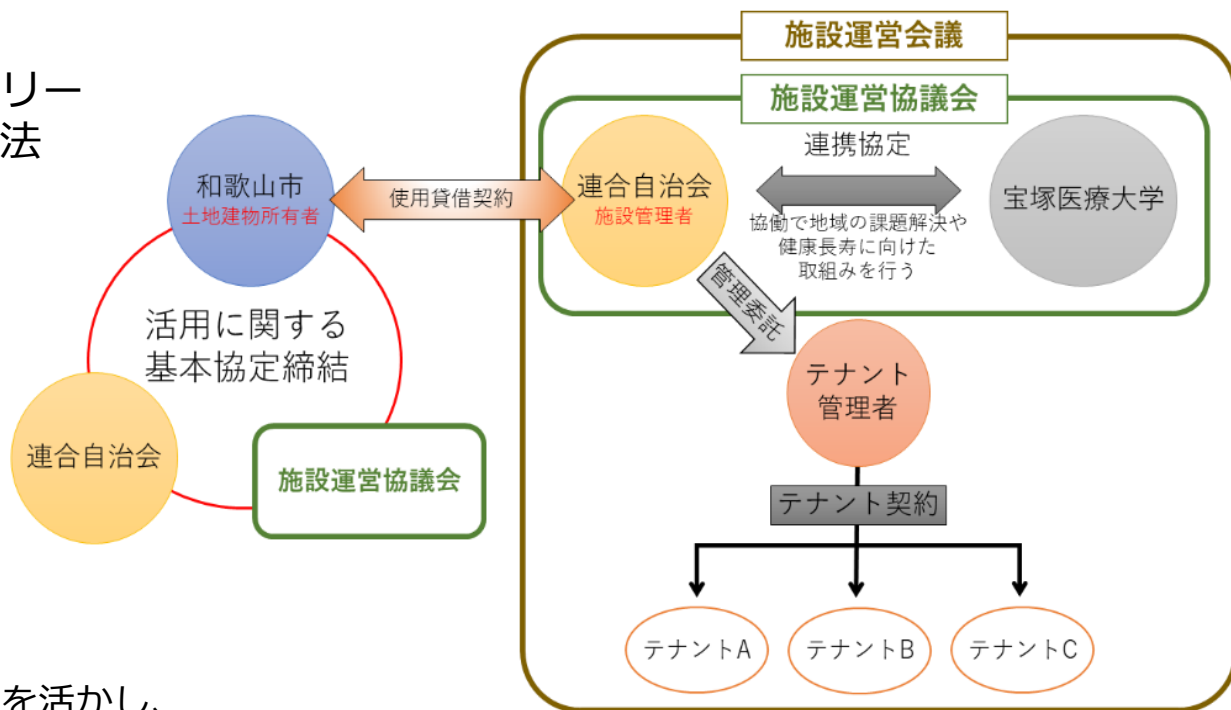 リー
法
和歌山市
土地建物所有者
使用貸借契約
活用に関する
基本協定締結
連合自治会
施設運営協議会
施設運営会議
施設運営協議会
連合自治会
施設管理者
連携協定
協働で地域の課題解決や
健康長寿に向けた
取組みを行う
宝塚医療大学
管理委託
テナント
管理者
テナント契約
テナントA
テナントB
テナントC
を活かし、